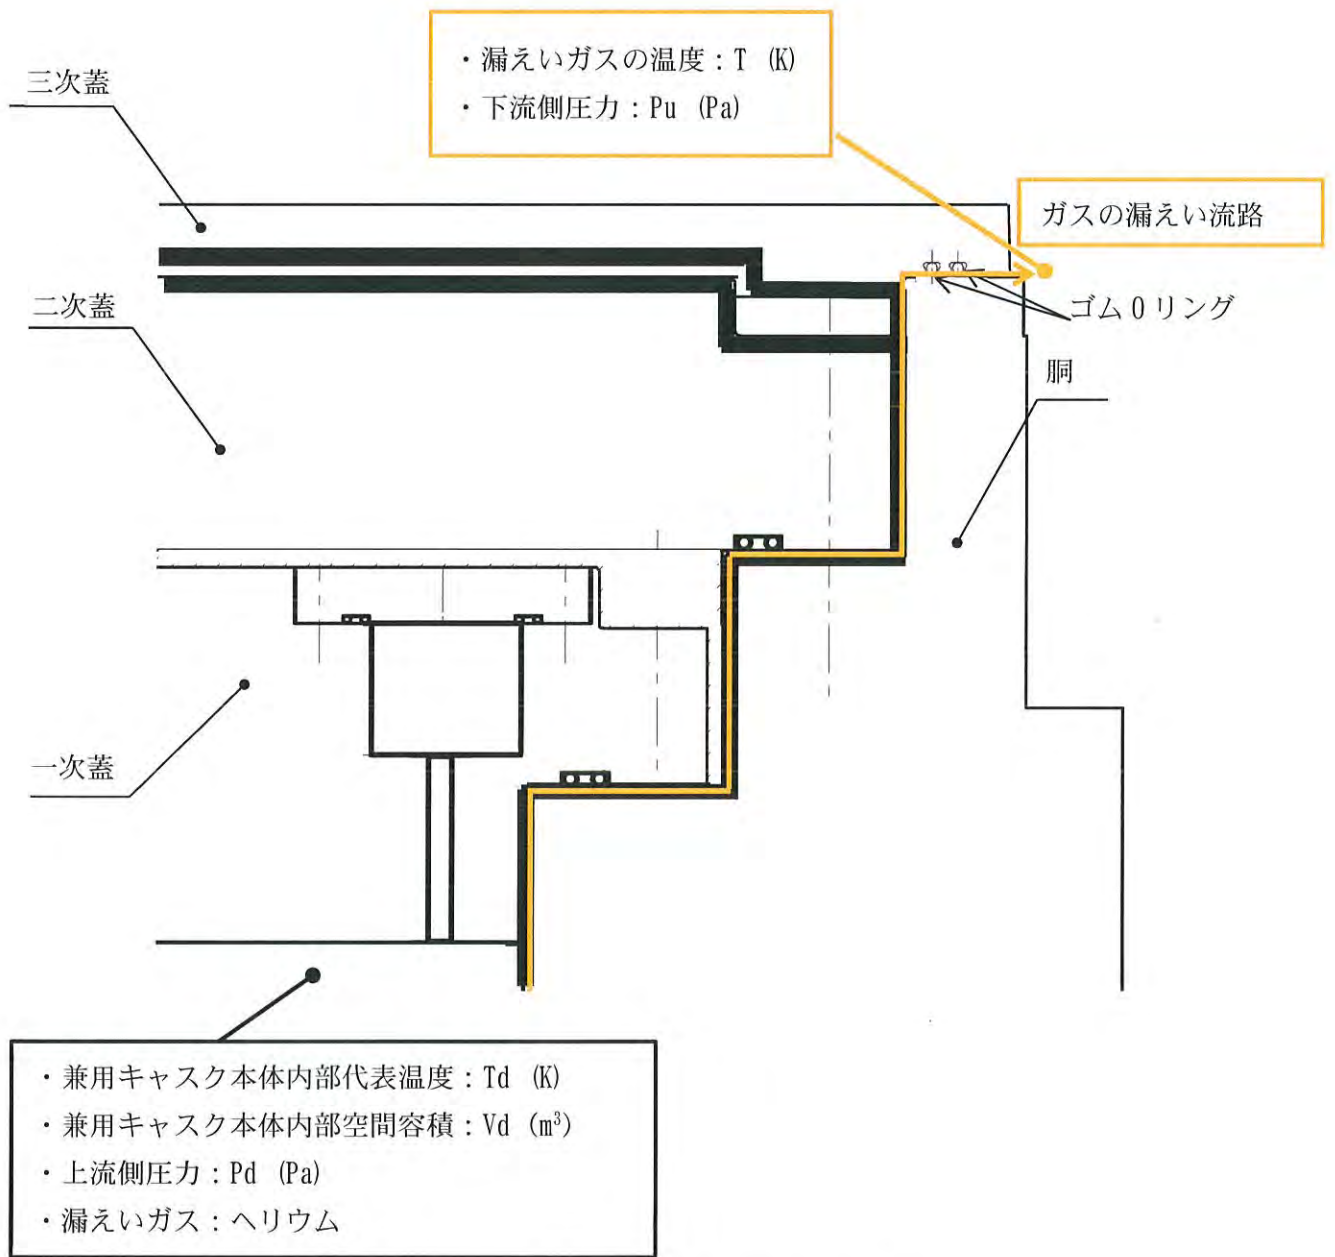 ・漏えいガスの温度：T (K)
・下流側圧力：Pu (Pa)
三次蓋
ガスの漏えい流路
二次蓋
ゴム０リング
胴
一次蓋
・兼用キャスク本体内部代表温度：Td (K)
・兼用キャスク本体内部空間容積：Vd (m³)
・上流側圧力：Pd (Pa)
・漏えいガス：ヘリウム